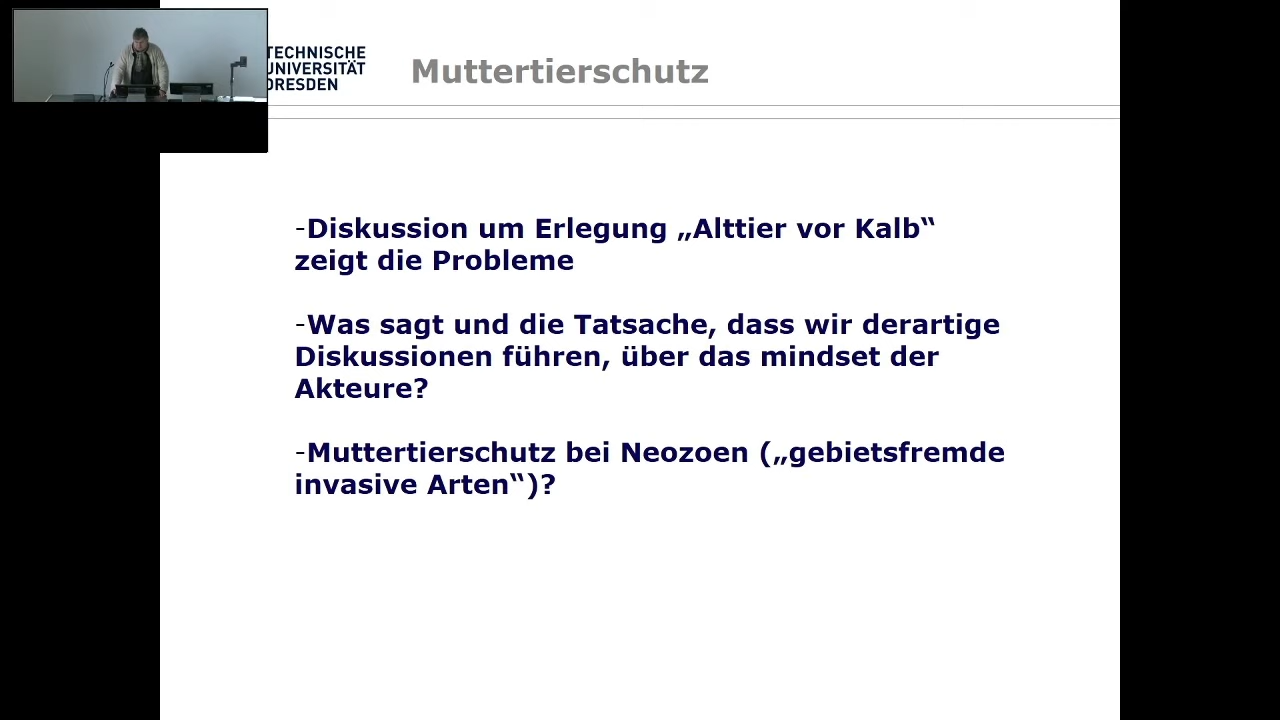 TECHNISCHE
UNIVERSITÄT
DRESDEN
Muttertierschutz
-Diskussion um Erlegung „Alttier vor Kalb“
zeigt die Probleme
-Was sagt und die Tatsache, dass wir derartige
Diskussionen führen, über das mindset der
Akteure?
-Muttertierschutz bei Neozoen („gebietsfremde
invasive Arten“)?